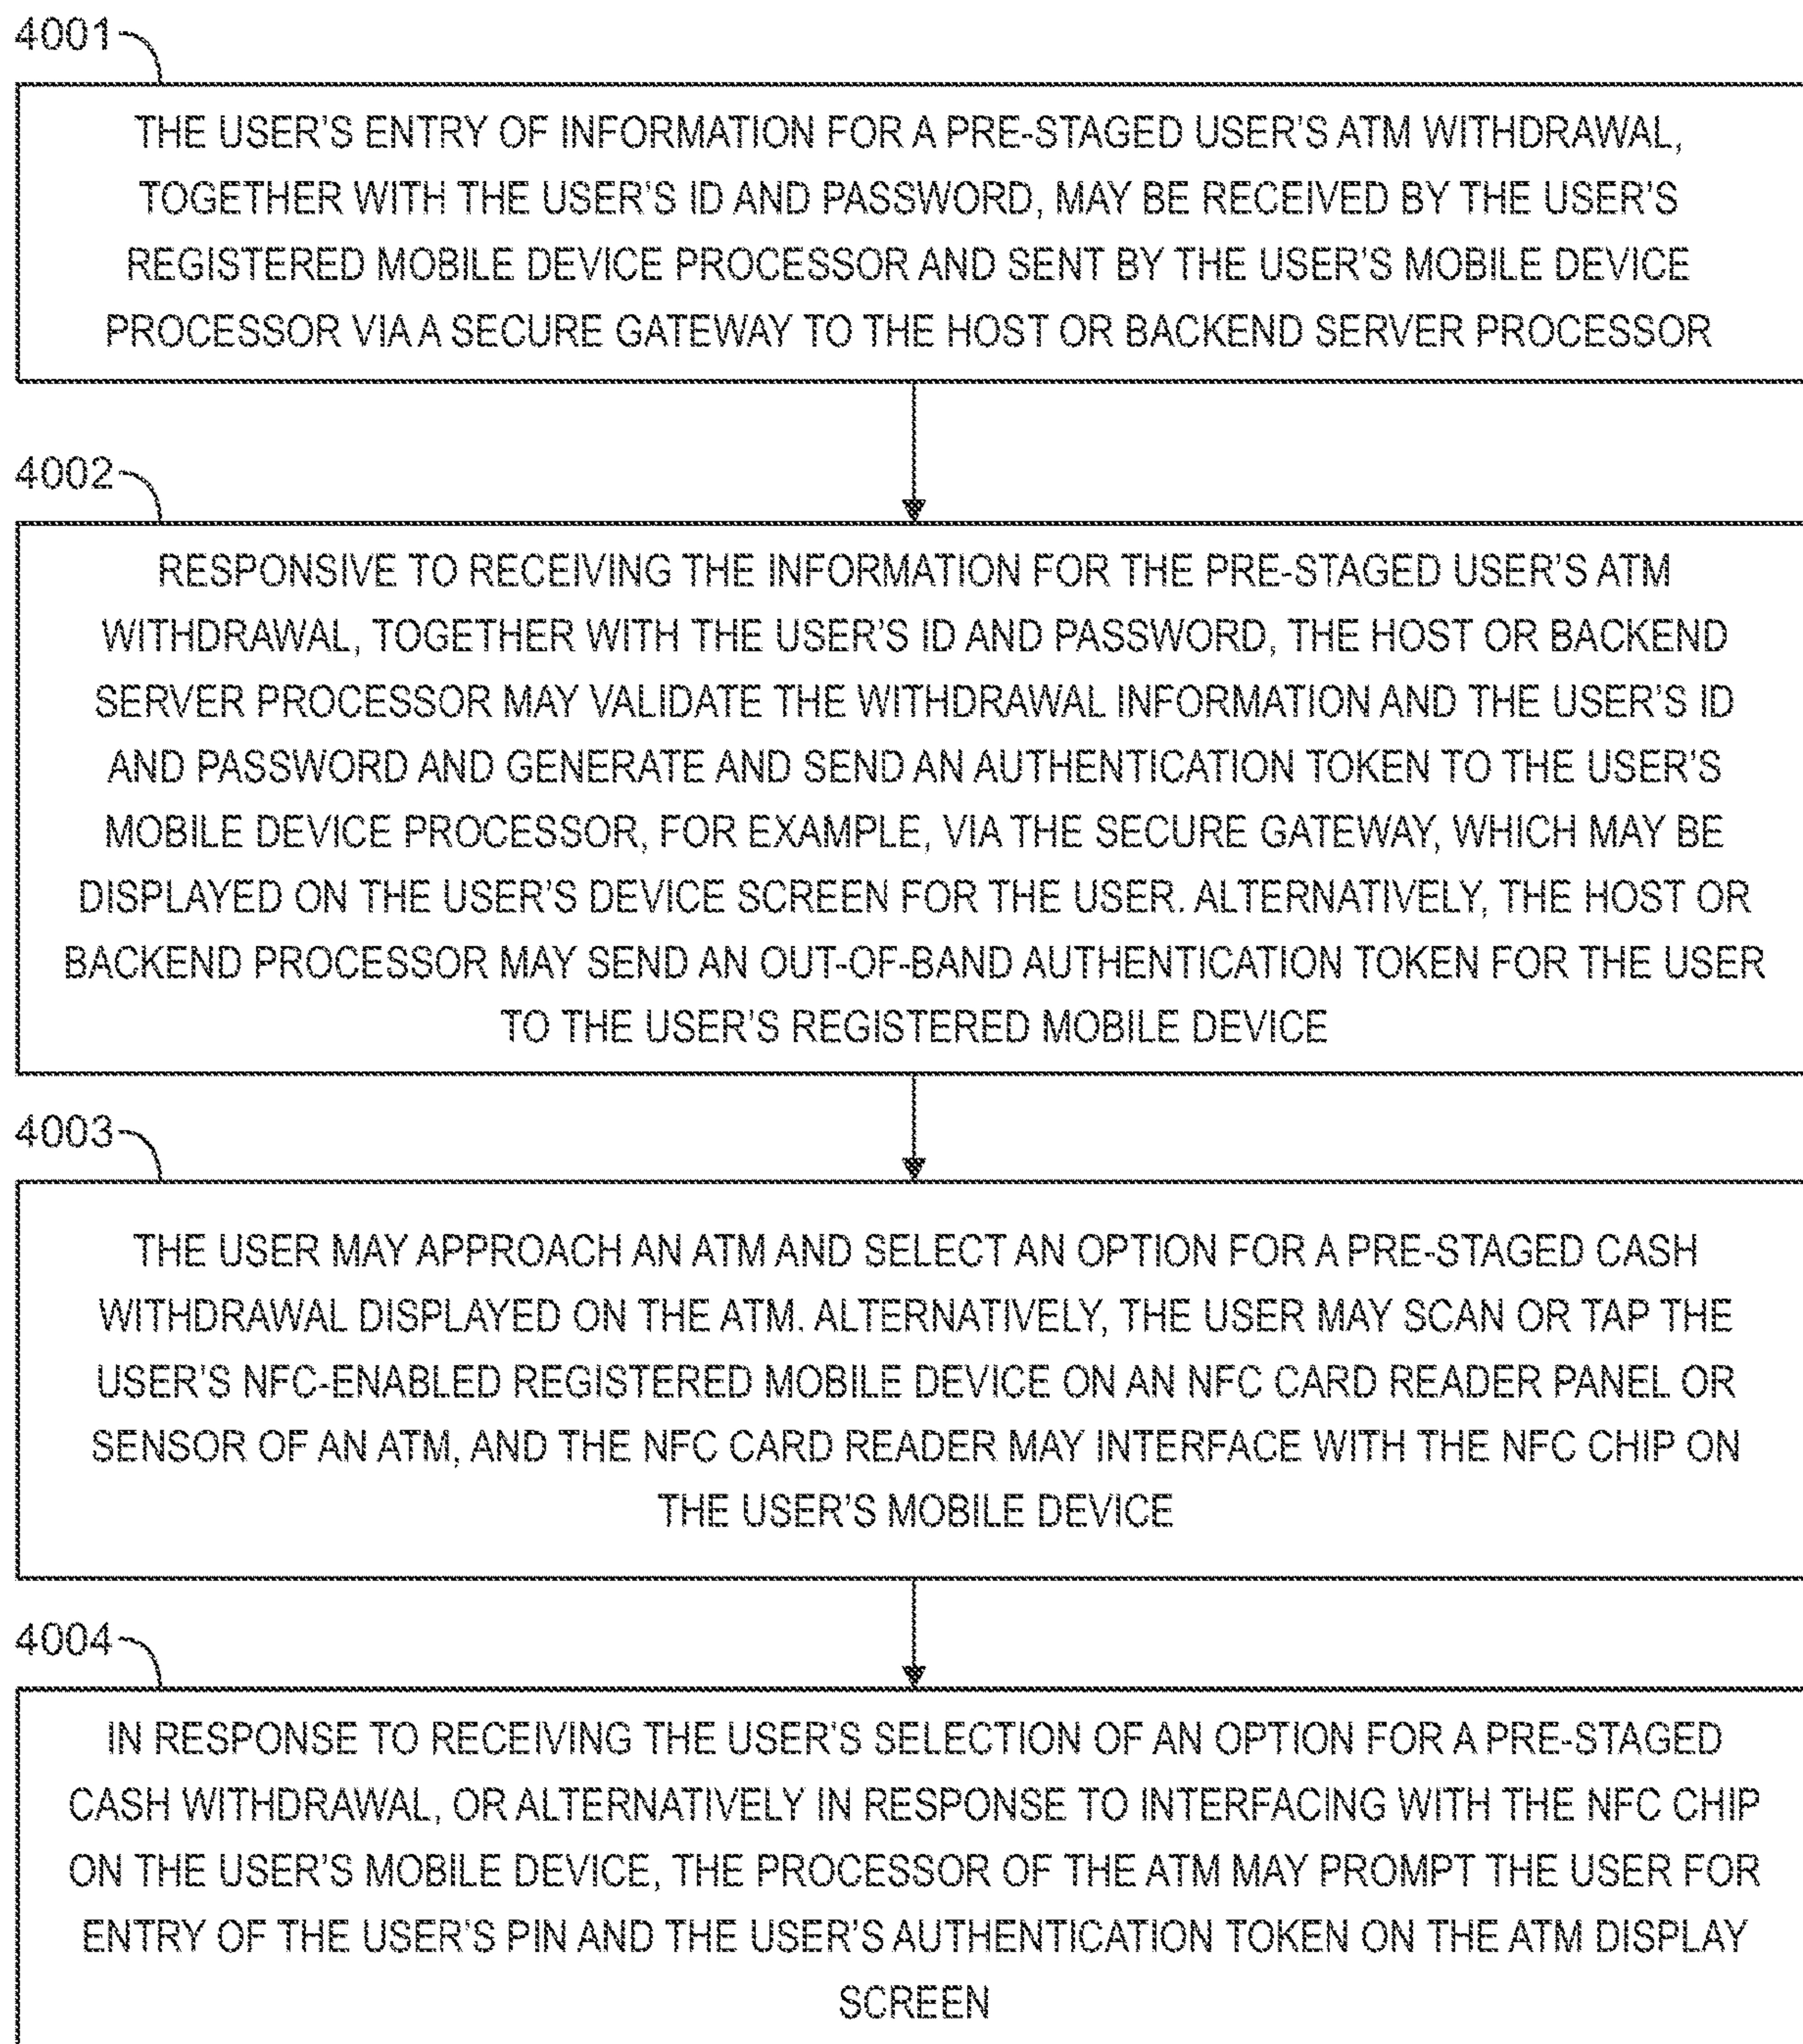 4001
THE USER'S ENTRY OF INFORMATION FOR A PRE-STAGED USER'S ATM WITHDRAWAL,
TOGETHER WITH THE USER'S ID AND PASSWORD, MAY BE RECEIVED BY THE USER'S
REGISTERED MOBILE DEVICE PROCESSOR AND SENT BY THE USER'S MOBILE DEVICE
PROCESSOR VIA A SECURE GATEWAY TO THE HOST OR BACKEND SERVER PROCESSOR
4002
RESPONSIVE TO RECEIVING THE INFORMATION FOR THE PRE-STAGED USER'S ATM
WITHDRAWAL, TOGETHER WITH THE USER'S ID AND PASSWORD, THE HOST OR BACKEND
SERVER PROCESSOR MAY VALIDATE THE WITHDRAWAL INFORMATION AND THE USER'S ID
AND PASSWORD AND GENERATE AND SEND AN AUTHENTICATION TOKEN TO THE USER'S
MOBILE DEVICE PROCESSOR, FOR EXAMPLE, VIA THE SECURE GATEWAY, WHICH MAY BE
DISPLAYED ON THE USER'S DEVICE SCREEN FOR THE USER. ALTERNATIVELY, THE HOST OR
BACKEND PROCESSOR MAY SEND AN OUT-OF-BAND AUTHENTICATION TOKEN FOR THE USER
TO THE USER'S REGISTERED MOBILE DEVICE
4003
THE USER MAY APPROACH AN ATM AND SELECT AN OPTION FOR A PRE-STAGED CASH
WITHDRAWAL DISPLAYED ON THE ATM. ALTERNATIVELY, THE USER MAY SCAN OR TAP THE
USER'S NFC-ENABLED REGISTERED MOBILE DEVICE ON AN NFC CARD READER PANEL OR
SENSOR OF AN ATM, AND THE NFC CARD READER MAY INTERFACE WITH THE NFC CHIP ON
THE USER'S MOBILE DEVICE
4004
IN RESPONSE TO RECEIVING THE USER'S SELECTION OF AN OPTION FOR A PRE-STAGED
CASH WITHDRAWAL, OR ALTERNATIVELY IN RESPONSE TO INTERFACING WITH THE NFC CHIP
ON THE USER'S MOBILE DEVICE, THE PROCESSOR OF THE ATM MAY PROMPT THE USER FOR
ENTRY OF THE USER'S PIN AND THE USER'S AUTHENTICATION TOKEN ON THE ATM DISPLAY
SCREEN